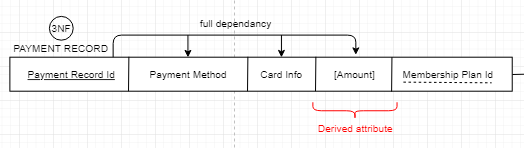 3NF
full dependancy
PAYMENT RECORD
Payment Record Id Payment Method Card Info [Amount] Membership Plan Id
Derived attribute